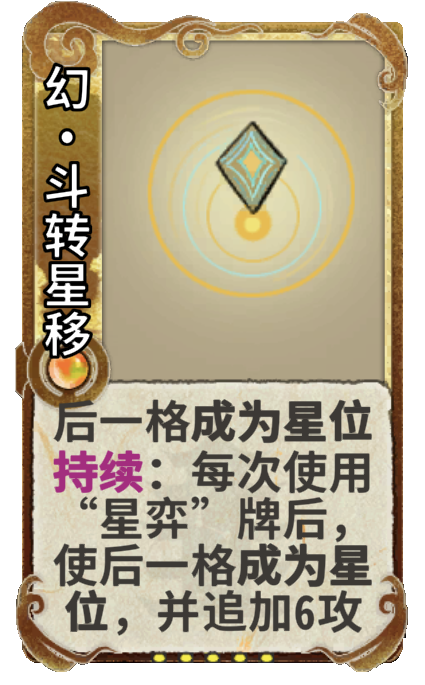 幻·斗转星移
后一格成为星位
持续：每次使用
“星弈”牌后，
使后一格成为星
位，并追加6攻